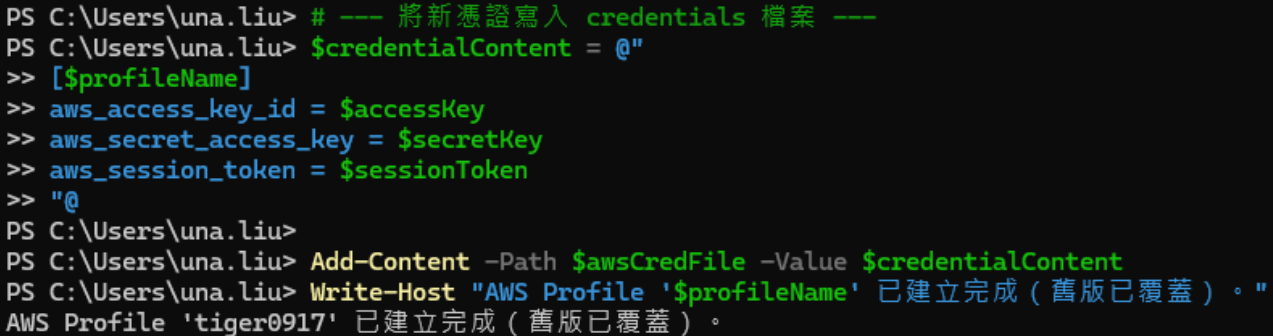 PS C:\Users\una.liu> # --- 將新憑證寫入 credentials 檔案 ---
PS C:\Users\una.liu> $credentialContent = @"
>> [$profileName]
>> aws_access_key_id = $accessKey
>> aws_secret_access_key = $secretKey
>> aws_session_token = $sessionToken
>> "@
PS C:\Users\una.liu>
PS C:\Users\una.liu> Add-Content -Path $awsCredFile -Value $credentialContent
PS C:\Users\una.liu> Write-Host "AWS Profile '$profileName' 已建立完成（舊版已覆蓋）。"
AWS Profile 'tiger0917' 已建立完成（舊版已覆蓋）。